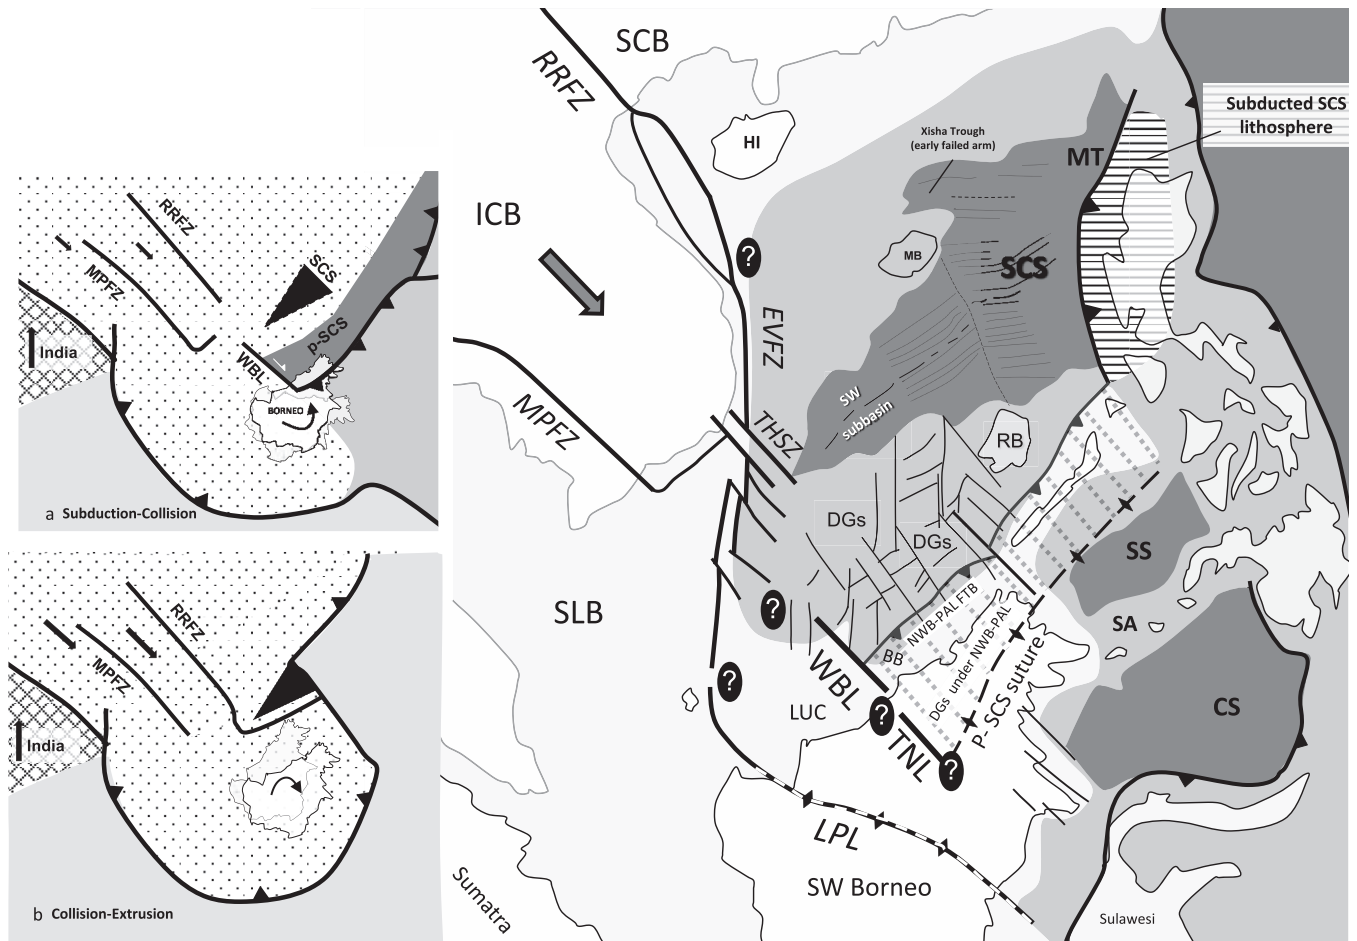 RRFZ
MPFZ
SCS
p-SCS
WBL
India
BORNEO
a Subduction-Collision
RRFZ
MPFZ
India
b Collision-Extrusion
SCB
RRFZ
HI
ICB
Xisha Trough
(early failed arm)
MT
Subducted SCS
lithosphere
MB
SCS
?
EVFZ
MPFZ
THSZ
SW
subbasin
RB
DGs
DGs
SS
SLB
?
NWB-PAL FTB
BB
DGs under NWB-PAL
P- SCS suture
SA
WBL
?
LUC
?
TNL
?
CS
LPL
SW Borneo
Sumatra
Sulawesi